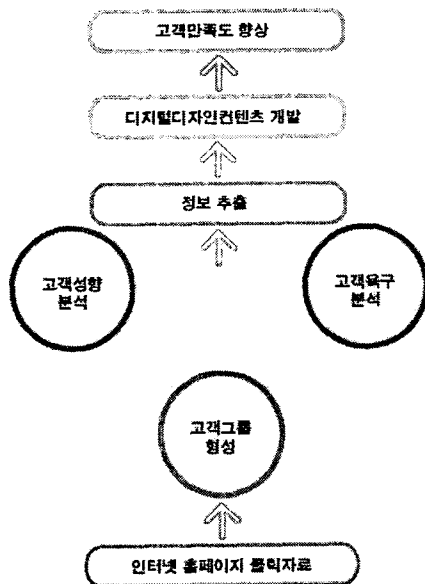 고객만족도 향상
디지털디자인컨텐츠 개발
정보 추출
고객성향
분석
고객욕구
분석
고객그룹
형성
인터넷 홈페이지 클릭자료